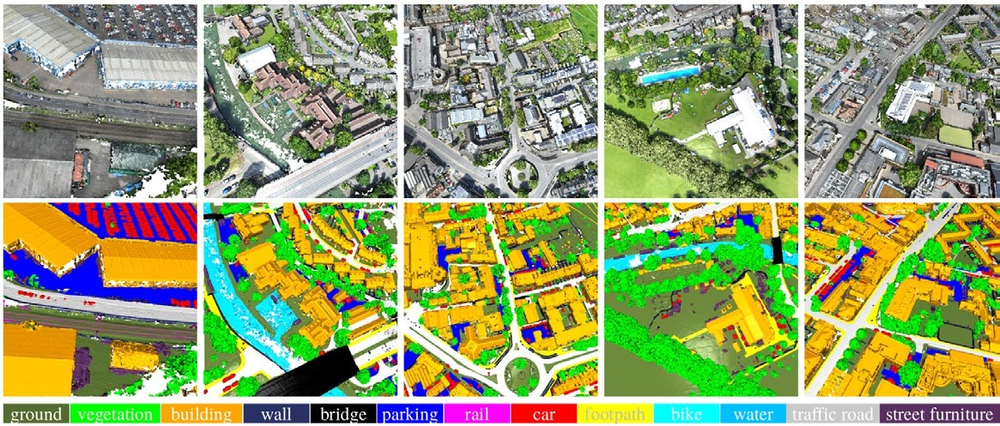 ground vegetation building wall bridge parking rail car footpath bike water traffic road street furniture